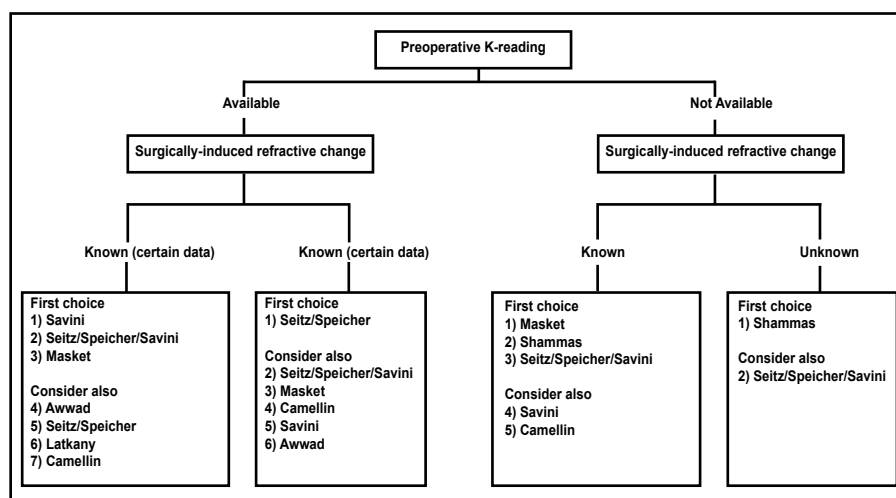 Preoperative K-reading
Available
Not Available
Surgically-induced refractive change
Surgically-induced refractive change
Known (certain data)
Known (certain data)
Known
Unknown
First choice
1) Savini
2) Seitz/Speicher/Savini
3) Masket
Consider also
4) Awwad
5) Seitz/Speicher
6) Latkany
7) Camellin
First choice
1) Seitz/Speicher
Consider also
2) Seitz/Speicher/Savini
3) Masket
4) Camellin
5) Savini
6) Awwad
First choice
1) Masket
2) Shammas
3) Seitz/Speicher/Savini
Consider also
4) Savini
5) Camellin
First choice
1) Shammas
Consider also
2) Seitz/Speicher/Savini